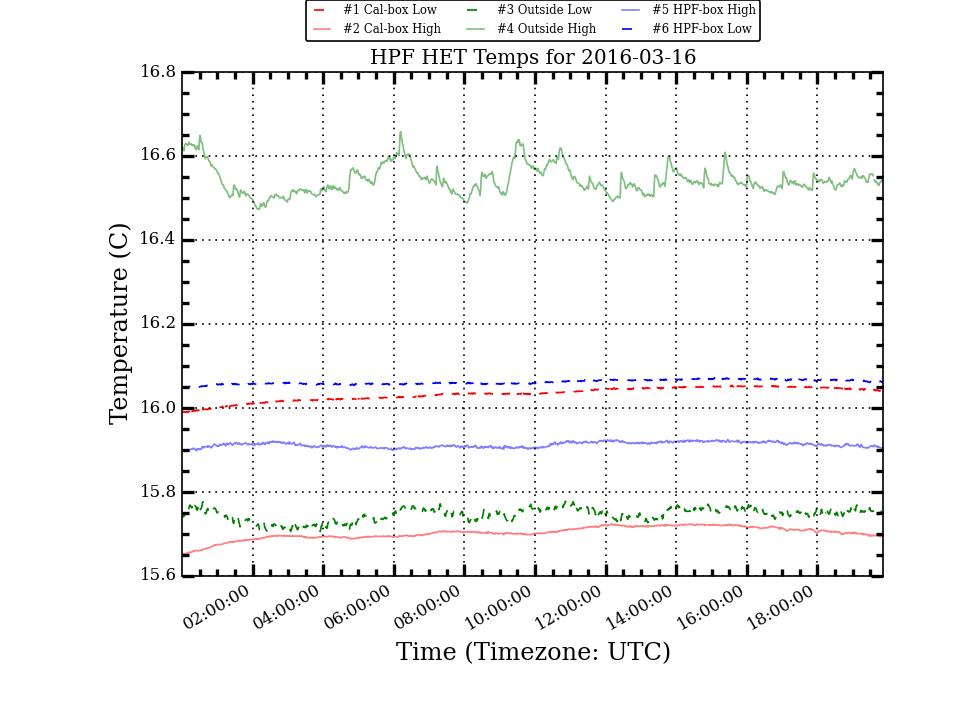 #1 Cal-box Low #3 Outside Low #5 HPF-box High
#2 Cal-box High #4 Outside High #6 HPF-box Low
HPF HET Temps for 2016-03-16
16.8
16.6
16.4
16.2
16.0
15.8
15.6
Temperature (C)
02:00:00 04:00:00 06:00:00 08:00:00 10:00:00 12:00:00 14:00:00 16:00:00 18:00:00
Time (Timezone: UTC)